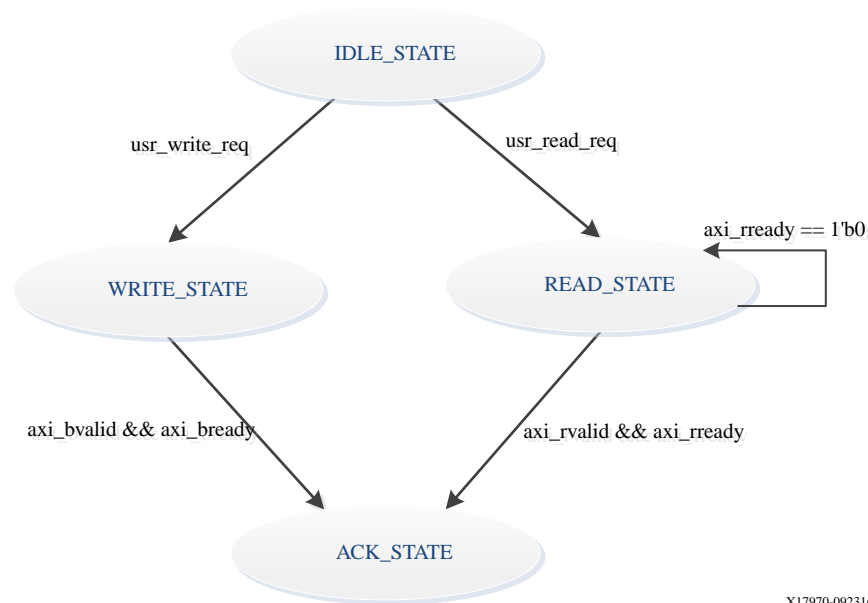 IDLE_STATE
usr_write_req
usr_read_req
axi_rready == 1'b0
WRITE_STATE
READ_STATE
axi_bvalid && axi_bready
axi_rvalid && axi_rready
ACK_STATE